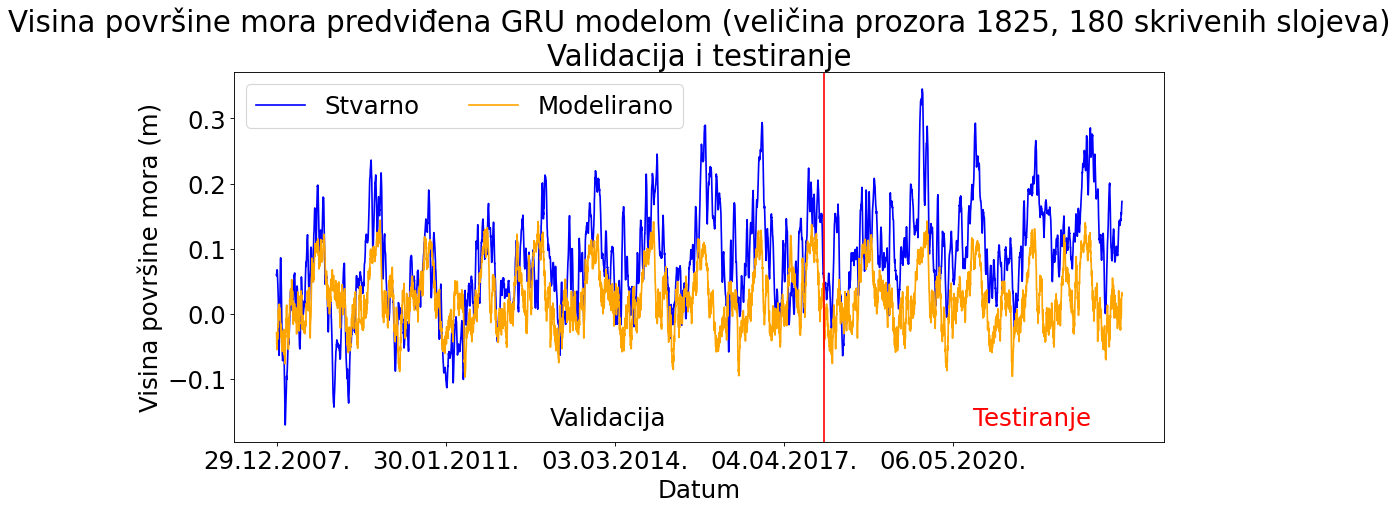 Visina površine mora predviđena GRU modelom (veličina prozora 1825, 180 skrivenih slojeva)
Validacija i testiranje
Stvarno
Modelirano
Visina površine mora (m)
0.3
0.2
0.1
0.0
−0.1
Validacija
Testiranje
29.12.2007.
30.01.2011.
03.03.2014.
04.04.2017.
06.05.2020.
Datum